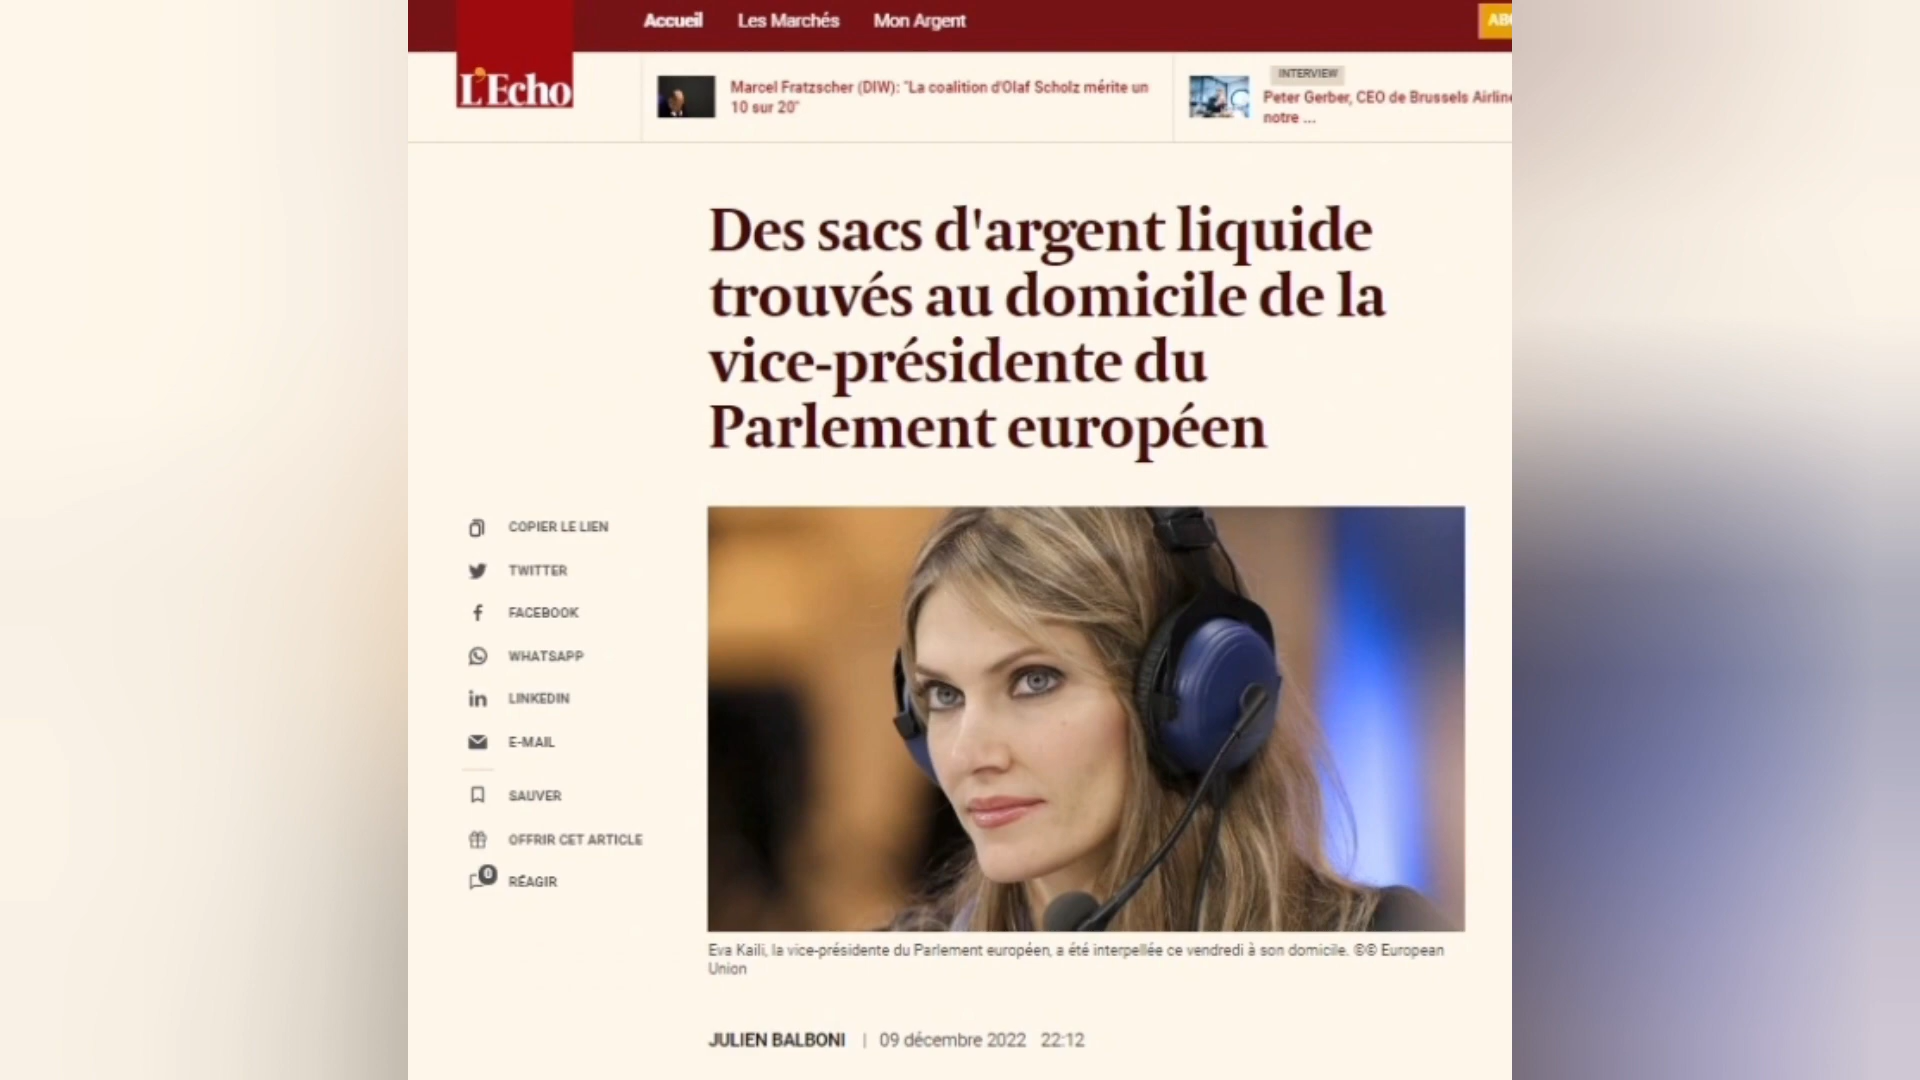 Accueil Les Marchés Mon Argent
L'Echo
Marcel Fratzscher (DIW): "La coalition d'Olaf Scholz mérite un
10 sur 20"
INTERVIEW
Peter Gerber, CEO de Brussels Airline
notre ...
Des sacs d'argent liquide
trouvés au domicile de la
vice-présidente du
Parlement européen
COPIER LE LIEN
TWITTER
FACEBOOK
WHATSAPP
LINKEDIN
E-MAIL
SAUVER
OFFRIR CET ARTICLE
0 RÉAGIR
Eva Kaili, la vice-présidente du Parlement européen, a été interpellée ce vendredi à son domicile. ©© European
Union
JULIEN BALBONI | 09 décembre 2022 22:12